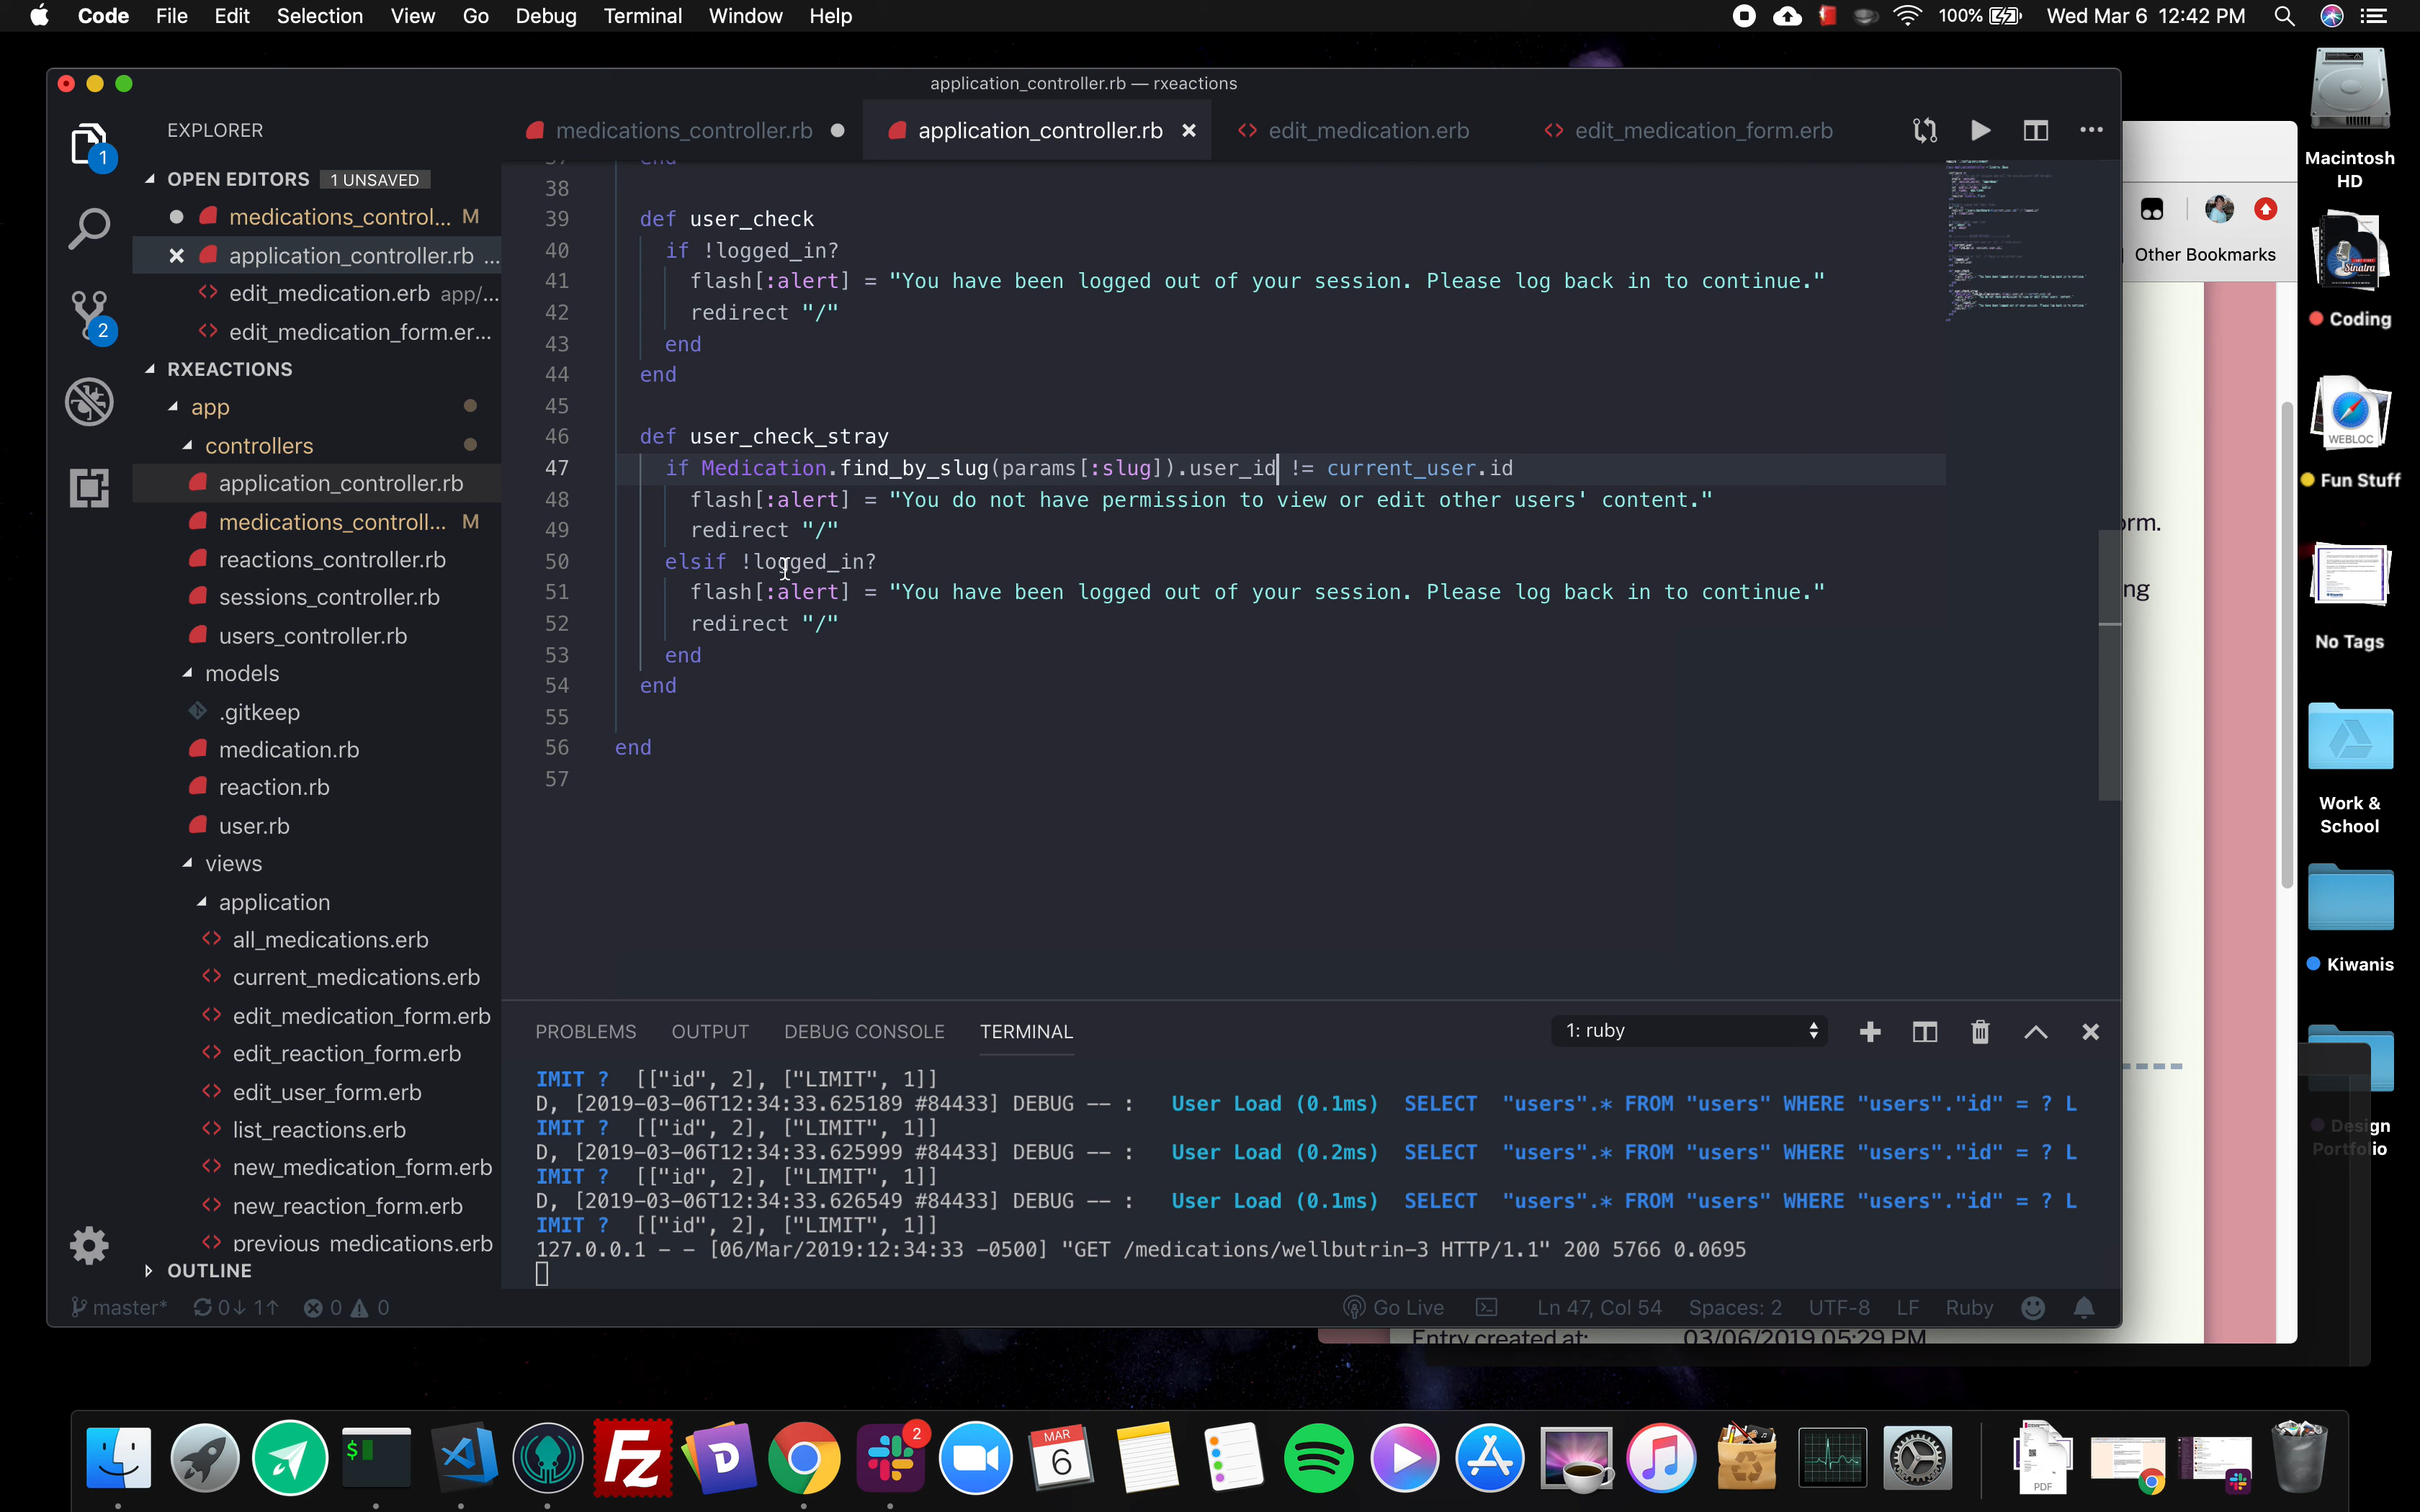 Code File Edit Selection View Go Debug Terminal Window Help
100% Wed Mar 6 12:42 PM
application_controller.rb — rxeactions
EXPLORER
1
OPEN EDITORS 1 UNSAVED
medications_control... M
application_controller.rb ...
edit_medication.erb app/...
edit_medication_form.er...
2
RXEACTIONS
app
controllers
application_controller.rb
medications_controll... M
reactions_controller.rb
sessions_controller.rb
users_controller.rb
models
.gitkeep
medication.rb
reaction.rb
user.rb
views
application
all_medications.erb
current_medications.erb
edit_medication_form.erb
edit_reaction_form.erb
edit_user_form.erb
list_reactions.erb
new_medication_form.erb
new_reaction_form.erb
previous_medications.erb
OUTLINE
medications_controller.rb application_controller.rb edit_medication.erb edit_medication_form.erb
37 end
38
39 def user_check
40 if !logged_in?
41 flash[:alert] = "You have been logged out of your session. Please log back in to continue."
42 redirect "/"
43 end
44 end
45
46 def user_check_stray
47 if Medication.find_by_slug(params[:slug]).user_id != current_user.id
48 flash[:alert] = "You do not have permission to view or edit other users' content."
49 redirect "/"
50 elsif !logged_in?
51 flash[:alert] = "You have been logged out of your session. Please log back in to continue."
52 redirect "/"
53 end
54 end
55
56 end
57
PROBLEMS OUTPUT DEBUG CONSOLE TERMINAL 1: ruby
IMIT ? [["id", 2], ["LIMIT", 1]]
D, [2019-03-06T12:34:33.625189 #84433] DEBUG -- : User Load (0.1ms) SELECT "users".* FROM "users" WHERE "users"."id" = ? L
IMIT ? [["id", 2], ["LIMIT", 1]]
D, [2019-03-06T12:34:33.625999 #84433] DEBUG -- : User Load (0.2ms) SELECT "users".* FROM "users" WHERE "users"."id" = ? L
IMIT ? [["id", 2], ["LIMIT", 1]]
D, [2019-03-06T12:34:33.626549 #84433] DEBUG -- : User Load (0.1ms) SELECT "users".* FROM "users" WHERE "users"."id" = ? L
IMIT ? [["id", 2], ["LIMIT", 1]]
127.0.0.1 - - [06/Mar/2019:12:34:33 -0500] "GET /medications/wellbutrin-3 HTTP/1.1" 200 5766 0.0695
master* 0↓ 1↑ 0 0 Go Live Ln 47, Col 54 Spaces: 2 UTF-8 LF Ruby
Other Bookmarks
orm.
ng
Entry created at: 03/06/2019 05:29 PM
Macintosh
HD
Sinatra
Coding
WEBLOC
Fun Stuff
No Tags
Work &
School
Kiwanis
Design
Portfolio
$
FZ
D
2
MAR
6
PDF